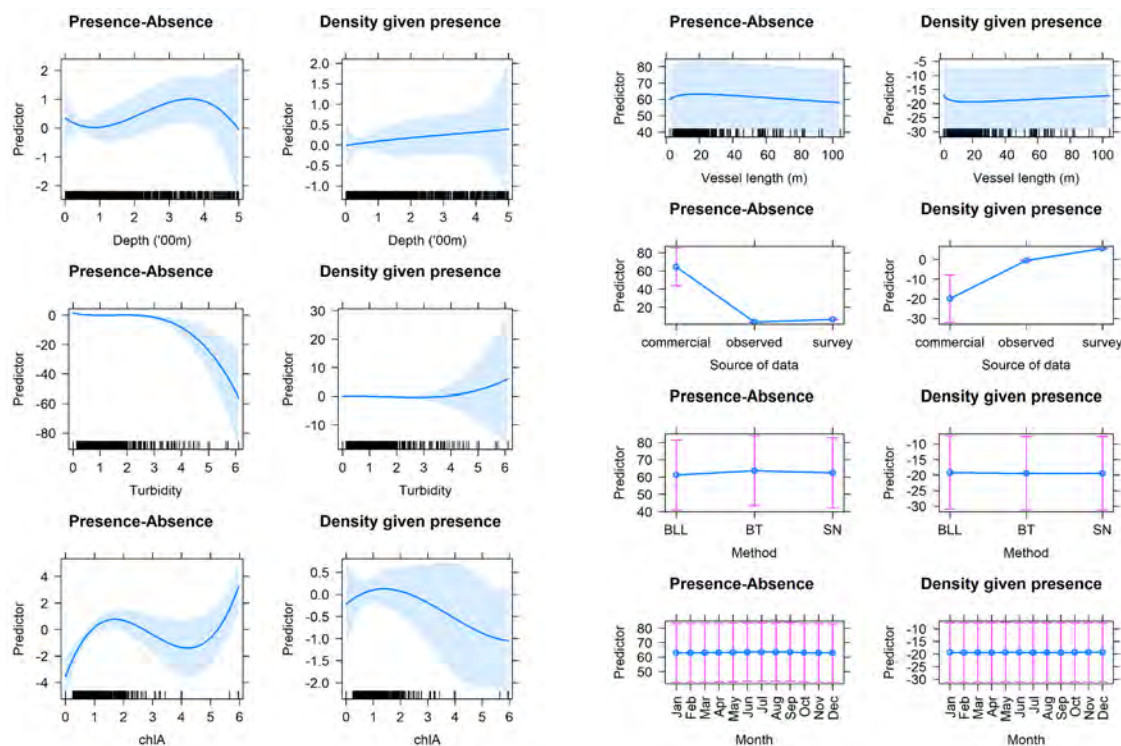 Presence-Absence
Density given presence
Predictor
2
1
0
-1
-2
0 1 2 3 4 5
Depth ('00m)
Predictor
2.0
1.5
1.0
0.5
0.0
-0.5
-1.0
0 1 2 3 4 5
Depth ('00m)
Presence-Absence
Density given presence
Predictor
0
-20
-40
-60
-80
0 1 2 3 4 5 6
Turbidity
Predictor
30
20
10
0
-10
0 1 2 3 4 5 6
Turbidity
Presence-Absence
Density given presence
Predictor
4
2
0
-2
-4
0 1 2 3 4 5 6
chlA
Predictor
0.5
0.0
-0.5
-1.0
-1.5
-2.0
0 1 2 3 4 5 6
chlA
Presence-Absence
Density given presence
Predictor
80
70
60
50
40
0 20 40 60 80 100
Vessel length (m)
Predictor
-5
-10
-15
-20
-25
-30
0 20 40 60 80 100
Vessel length (m)
Presence-Absence
Density given presence
Predictor
80
60
40
20
commercial observed survey
Source of data
Predictor
0
-10
-20
-30
commercial observed survey
Source of data
Presence-Absence
Density given presence
Predictor
80
70
60
50
40
BLL BT SN
Method
Predictor
-10
-15
-20
-25
-30
BLL BT SN
Method
Presence-Absence
Density given presence
Predictor
80
70
60
50
Jan Feb Mar Apr May Jun Jul Aug Sep Oct Nov Dec
Month
Predictor
-10
-15
-20
-25
-30
Jan Feb Mar Apr May Jun Jul Aug Sep Oct Nov Dec
Month